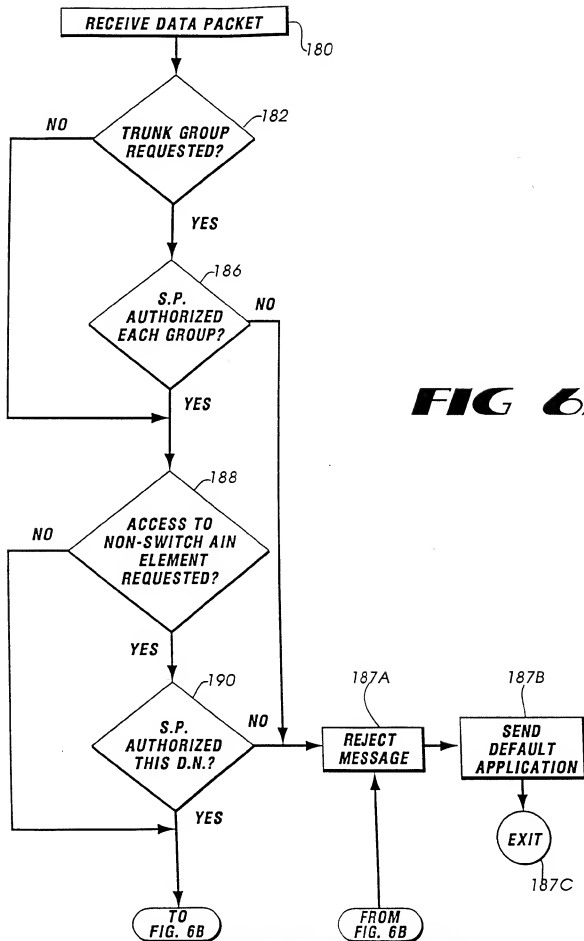 RECEIVE DATA PACKET
180
182
NO
TRUNK GROUP
REQUESTED?
YES
186
S.P.
AUTHORIZED
EACH GROUP?
NO
YES
FIG 6
188
NO
ACCESS TO
NON-SWITCH AIN
ELEMENT
REQUESTED?
YES
190
S.P.
AUTHORIZED
THIS D.N.?
NO
YES
187A
REJECT
MESSAGE
187B
SEND
DEFAULT
APPLICATION
EXIT
187C
TO
FIG. 6B
FROM
FIG. 6B